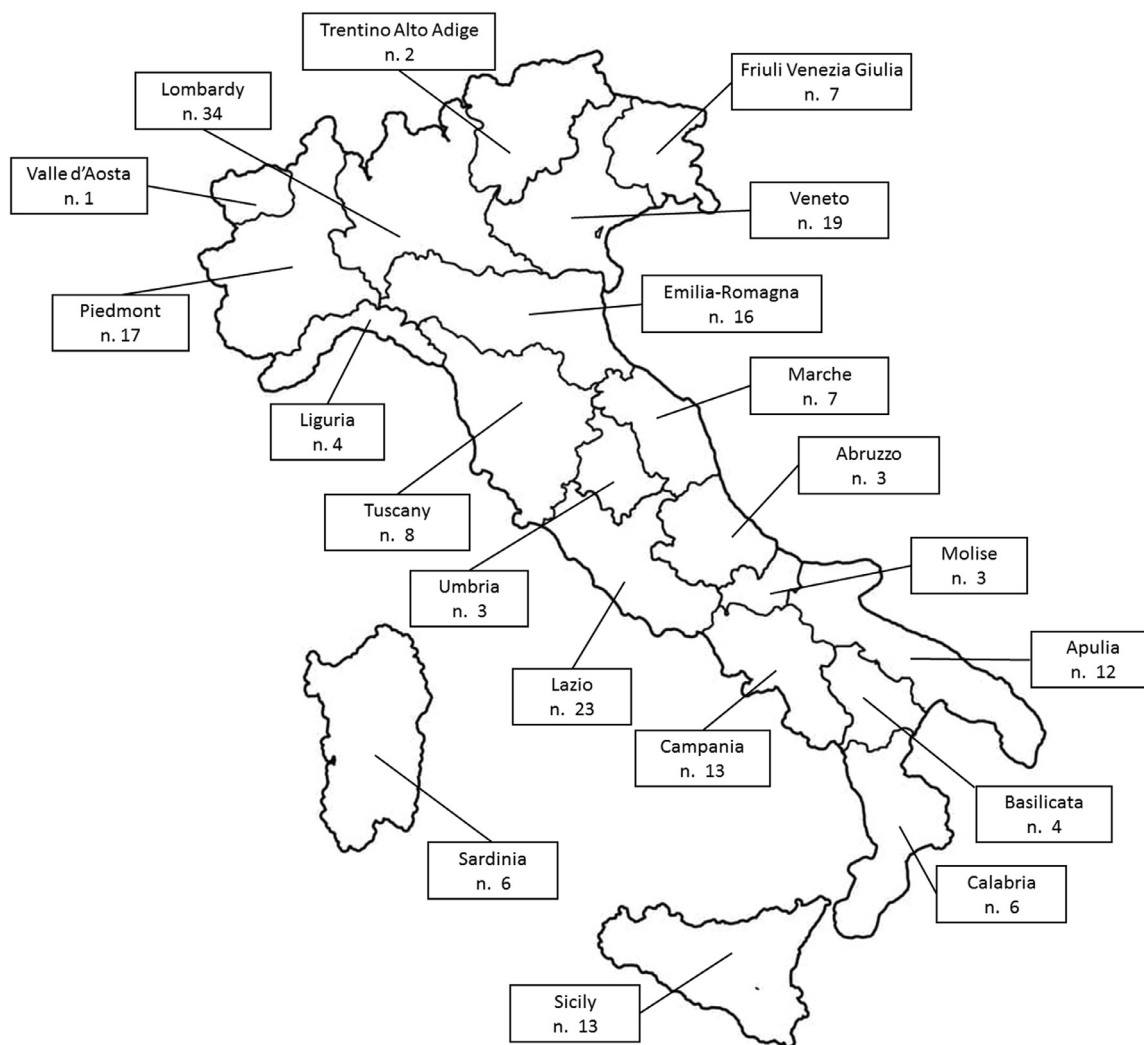 Trentino Alto Adige
n. 2
Friuli Venezia Giulia
n. 7
Lombardy
n. 34
Valle d'Aosta
n. 1
Veneto
n. 19
Piedmont
n. 17
Emilia-Romagna
n. 16
Marche
n. 7
Liguria
n. 4
Abruzzo
n. 3
Tuscany
n. 8
Molise
n. 3
Umbria
n. 3
Apulia
n. 12
Lazio
n. 23
Campania
n. 13
Basilicata
n. 4
Sardinia
n. 6
Calabria
n. 6
Sicily
n. 13